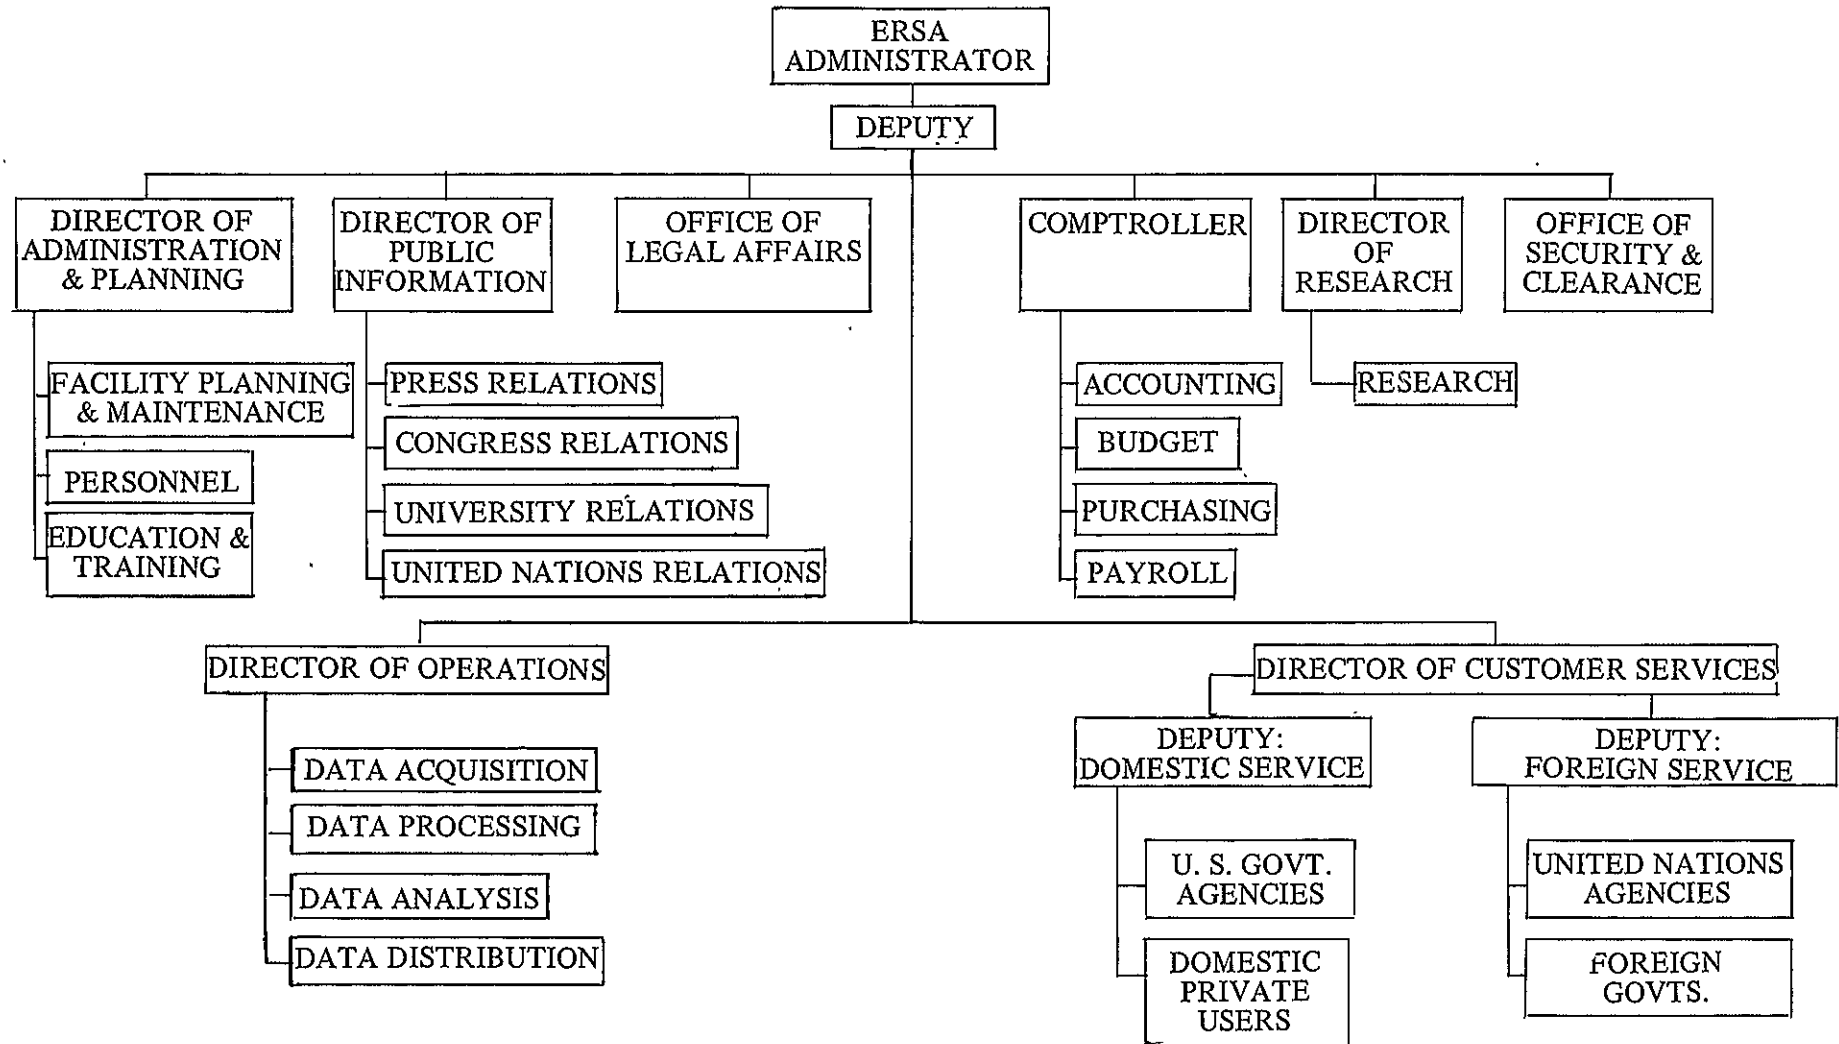 ERSA
ADMINISTRATOR
DEPUTY
DIRECTOR OF
ADMINISTRATION
& PLANNING
DIRECTOR OF
PUBLIC
INFORMATION
OFFICE OF
LEGAL AFFAIRS
COMPTROLLER
DIRECTOR
OF
RESEARCH
OFFICE OF
SECURITY &
CLEARANCE
FACILITY PLANNING
& MAINTENANCE
PERSONNEL
EDUCATION &
TRAINING
PRESS RELATIONS
CONGRESS RELATIONS
UNIVERSITY RELATIONS
UNITED NATIONS RELATIONS
ACCOUNTING
BUDGET
PURCHASING
PAYROLL
RESEARCH
DIRECTOR OF OPERATIONS
DATA ACQUISITION
DATA PROCESSING
DATA ANALYSIS
DATA DISTRIBUTION
DIRECTOR OF CUSTOMER SERVICES
DEPUTY:
DOMESTIC SERVICE
U. S. GOVT.
AGENCIES
DOMESTIC
PRIVATE
USERS
DEPUTY:
FOREIGN SERVICE
UNITED NATIONS
AGENCIES
FOREIGN
GOVTS.